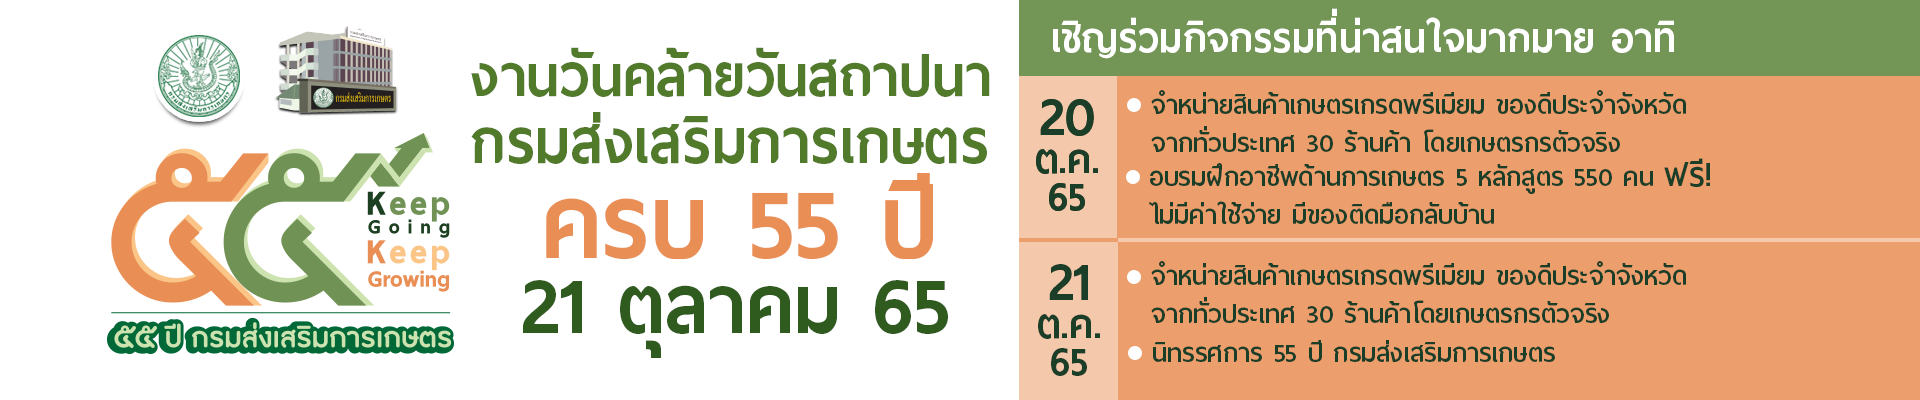 กรมส่งเสริมการเกษตร
Keep
Going
Keep
Growing
๕๕ ปี กรมส่งเสริมการเกษตร
งานวันคล้ายวันสถาปนา
กรมส่งเสริมการเกษตร
ครบ 55 ปี
21 ตุลาคม 65
เชิญร่วมกิจกรรมที่น่าสนใจมากมาย อาทิ
20
ต.ค.
65
จำหน่ายสินค้าเกษตรเกรดพรีเมียม ของดีประจำจังหวัด
จากทั่วประเทศ 30 ร้านค้า โดยเกษตรกรตัวจริง
อบรมฝึกอาชีพด้านการเกษตร 5 หลักสูตร 550 คน ฟรี!
ไม่มีค่าใช้จ่าย มีของติดมือกลับบ้าน
21
ต.ค.
65
จำหน่ายสินค้าเกษตรเกรดพรีเมียม ของดีประจำจังหวัด
จากทั่วประเทศ 30 ร้านค้าโดยเกษตรกรตัวจริง
นิทรรศการ 55 ปี กรมส่งเสริมการเกษตร